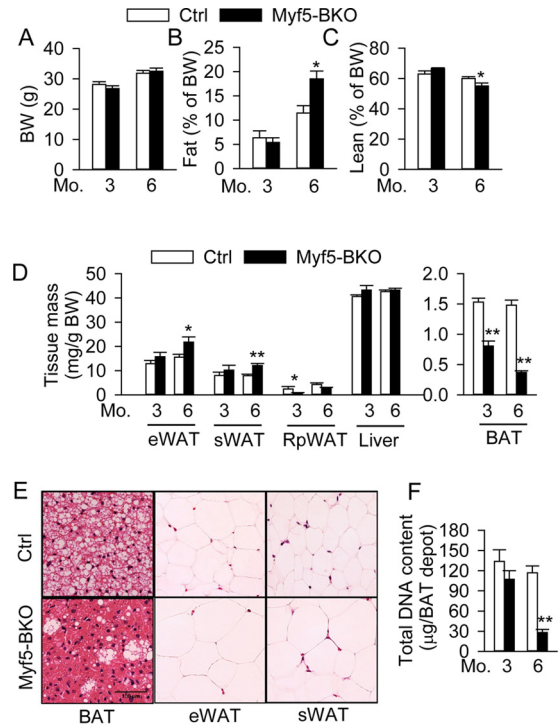 Ctrl Myf5-BKO
A
BW (g)
40
30
20
10
0
Mo. 3 6
B
Fat (% of BW)
25
20
15
10
5
0
*
3 6
C
Lean (% of BW)
80
60
40
20
0
*
3 6
D
Ctrl Myf5-BKO
Tissue mass
(mg/g BW)
50
40
30
20
10
0
* ** *
Mo. 3 6 3 6 3 6 3 6
eWAT sWAT RpWAT Liver
2.0
1.5
1.0
0.5
0.0
** **
3 6
BAT
E
Ctrl
Myf5-BKO
BAT eWAT sWAT
F
Total DNA content
(µg/BAT depot)
180
150
120
90
60
30
0
**
Mo. 3 6